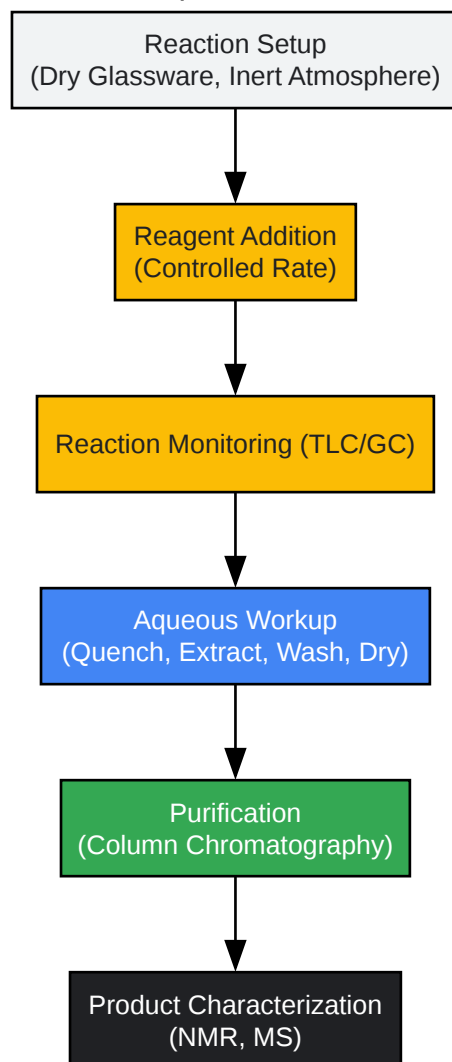 Reaction Setup
(Dry Glassware, Inert Atmosphere)
Reagent Addition
(Controlled Rate)
Reaction Monitoring (TLC/GC)
Aqueous Workup
(Quench, Extract, Wash, Dry)
Purification
(Column Chromatography)
Product Characterization
(NMR, MS)